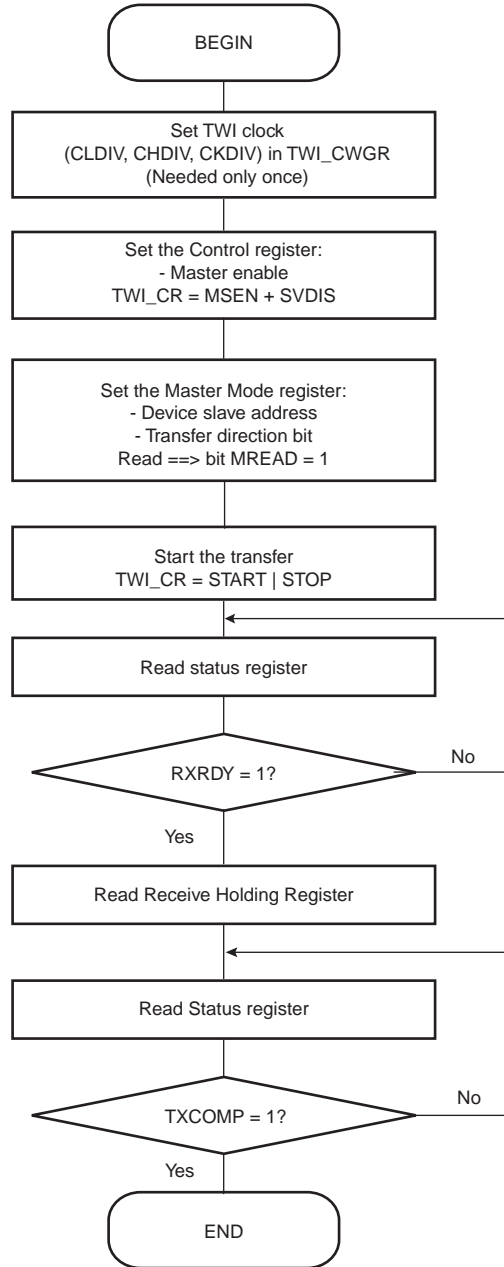 BEGIN
Set TWI clock
(CLDIV, CHDIV, CKDIV) in TWI_CWGR
(Needed only once)
Set the Control register:
- Master enable
TWI_CR = MSEN + SVDIS
Set the Master Mode register:
- Device slave address
- Transfer direction bit
Read ==> bit MREAD = 1
Start the transfer
TWI_CR = START | STOP
Read status register
RXRDY = 1?
No
Yes
Read Receive Holding Register
Read Status register
TXCOMP = 1?
No
Yes
END